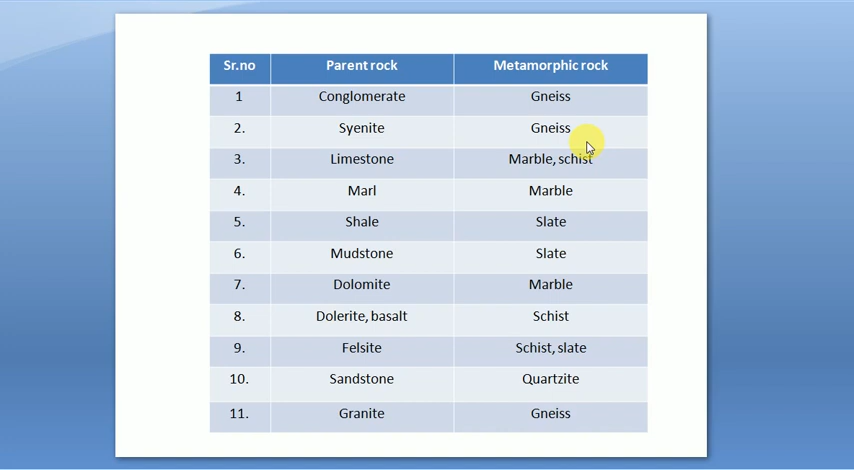 Sr.no Parent rock Metamorphic rock
1 Conglomerate Gneiss
2. Syenite Gneiss
3. Limestone Marble, schist
4. Marl Marble
5. Shale Slate
6. Mudstone Slate
7. Dolomite Marble
8. Dolerite, basalt Schist
9. Felsite Schist, slate
10. Sandstone Quartzite
11. Granite Gneiss